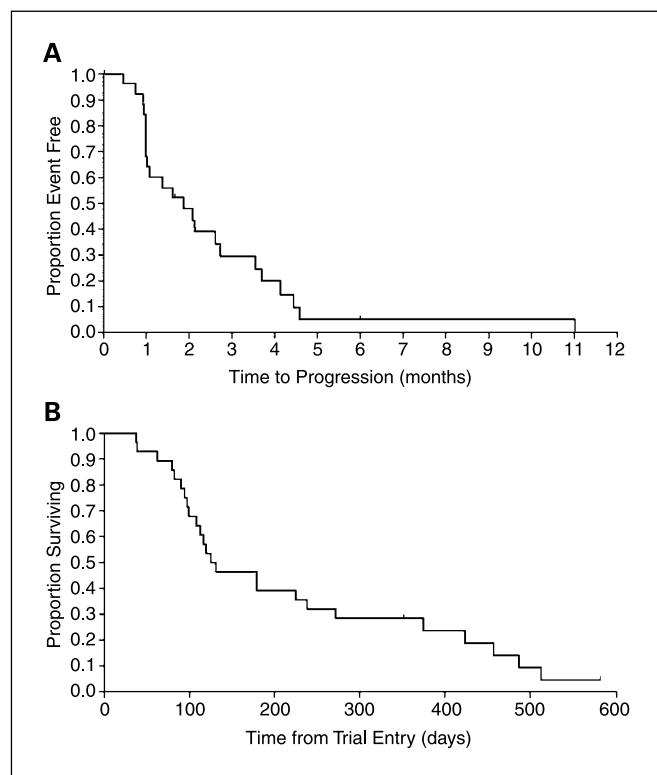 A
1.0
0.9
0.8
0.7
0.6
0.5
0.4
0.3
0.2
0.1
0.0
Proportion Event Free
0 1 2 3 4 5 6 7 8 9 10 11 12
Time to Progression (months)
B
1.0
0.9
0.8
0.7
0.6
0.5
0.4
0.3
0.2
0.1
0.0
Proportion Surviving
0 100 200 300 400 500 600
Time from Trial Entry (days)